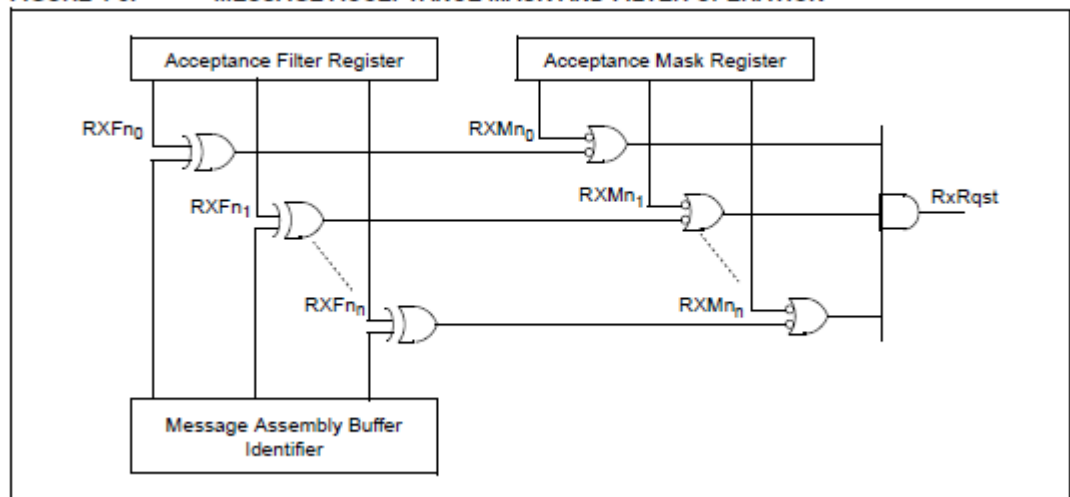 Acceptance Filter Register
Acceptance Mask Register
RXFn0
RXMn0
RXFn1
RXMn1
RxRqst
RXFnn
RXMnn
Message Assembly Buffer
Identifier